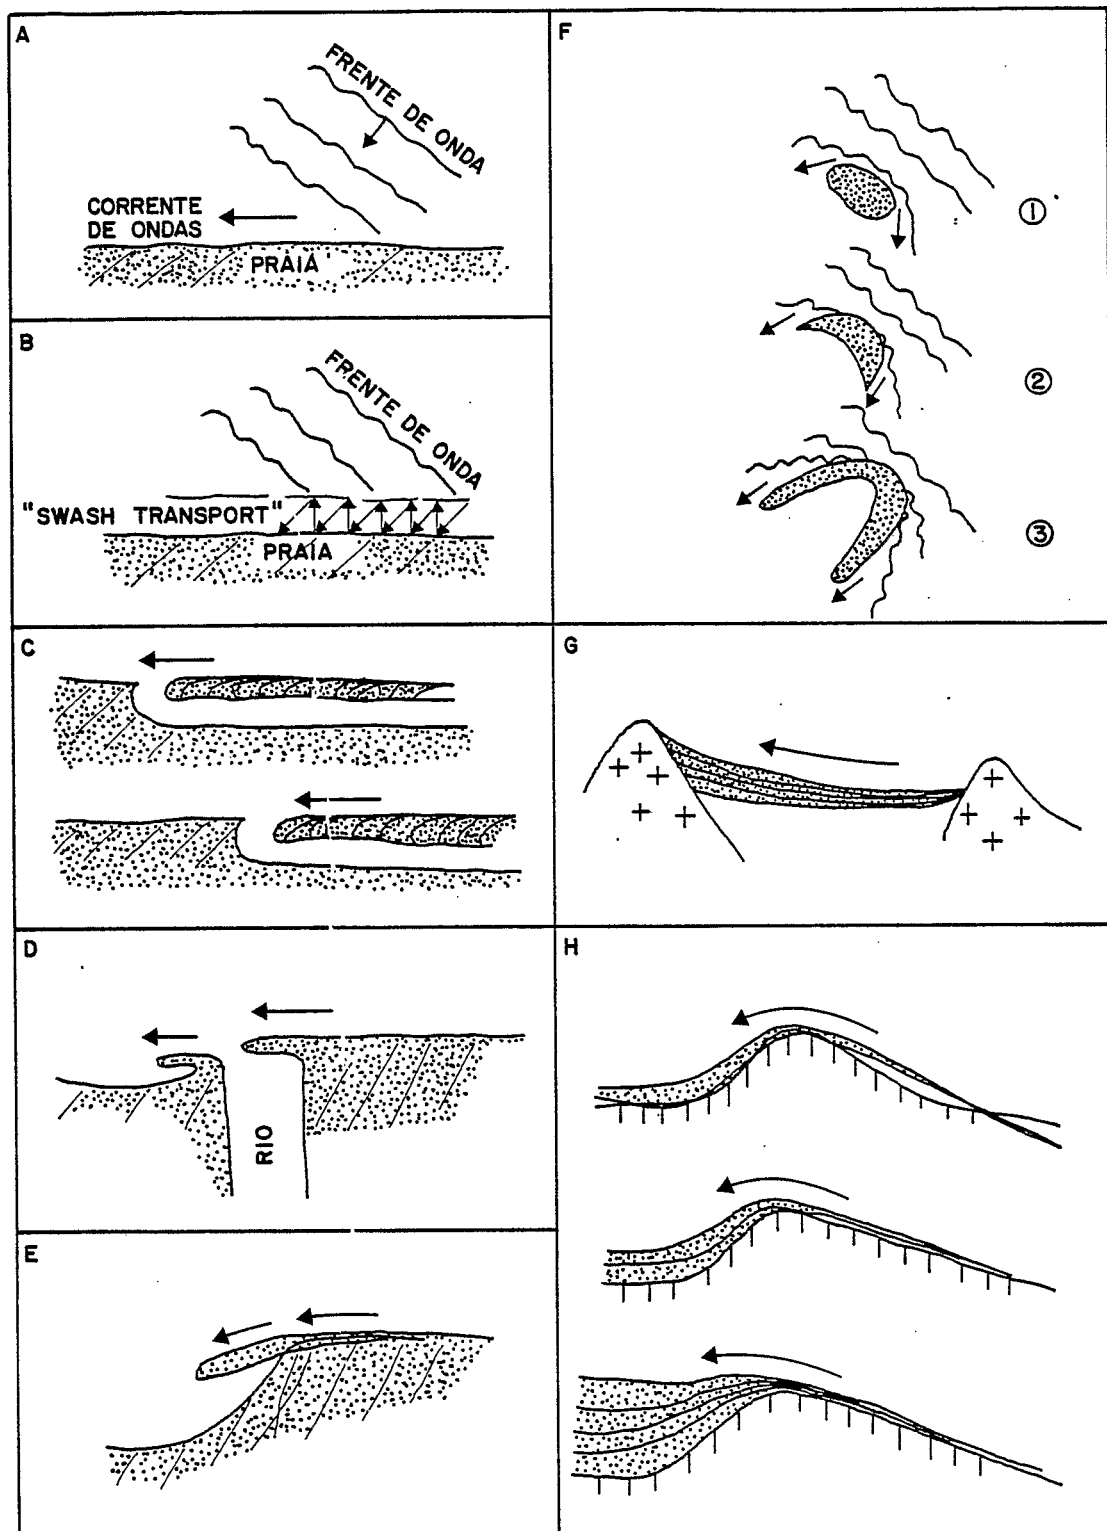 A
FRENTE DE ONDA
CORRENTE
DE ONDAS
PRAIA
B
FRENTE DE ONDA
"SWASH TRANSPORT"
PRAIA
C
D
RIO
E
F
1
2
3
G
H